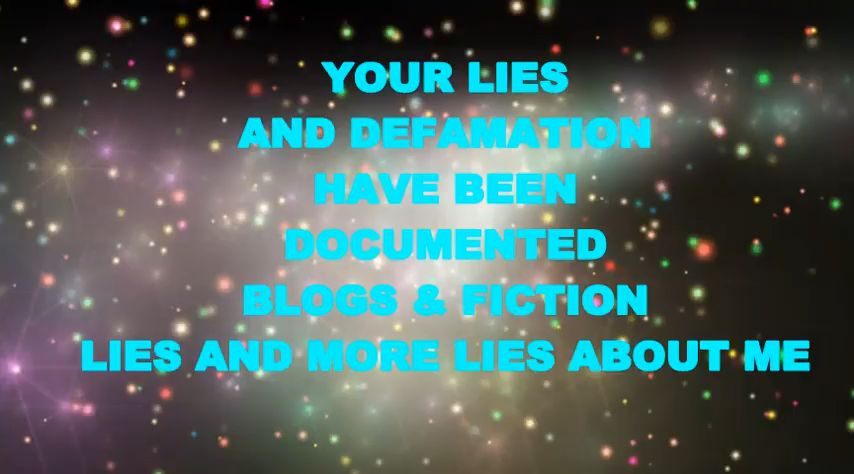 YOUR LIES
AND DEFAMATION
HAVE BEEN
DOCUMENTED
BLOGS & FICTION
LIES AND MORE LIES ABOUT ME